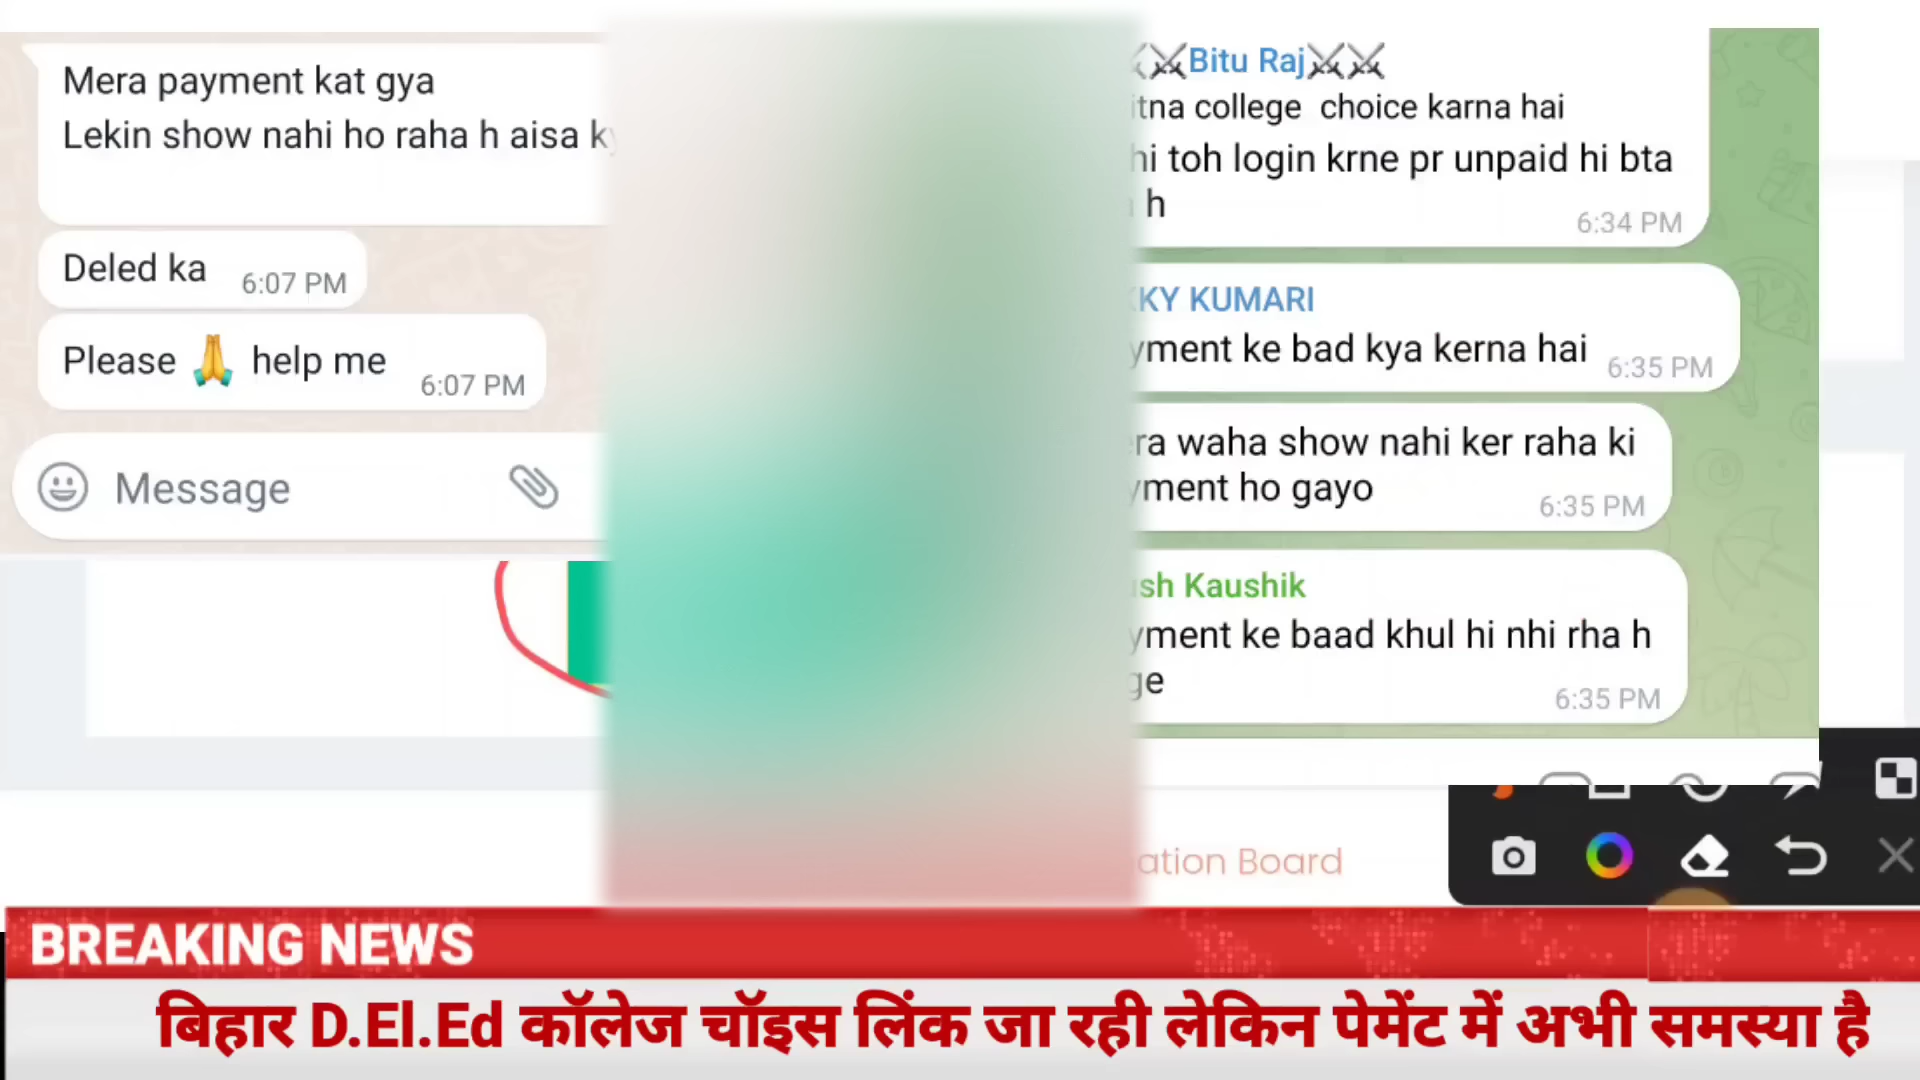 Mera payment kat gya
Lekin show nahi ho raha h aisa
Deled ka 6:07 PM
Please 🙏 help me 6:07 PM
Message
⚔⚔Bitu Raj⚔⚔
college choice karna hai
toh login krne pr unpaid hi bta
h
6:34 PM
KUMARI
ke bad kya kerna hai 6:35 PM
waha show nahi ker raha ki
ho gayo
6:35 PM
Kaushik
ke baad khul hi nhi rha h
6:35 PM
Board
BREAKING NEWS
बिहार D.El.Ed कॉलेज चॉइस लिंक जा रही लेकिन पेमेंट में अभी समस्या है